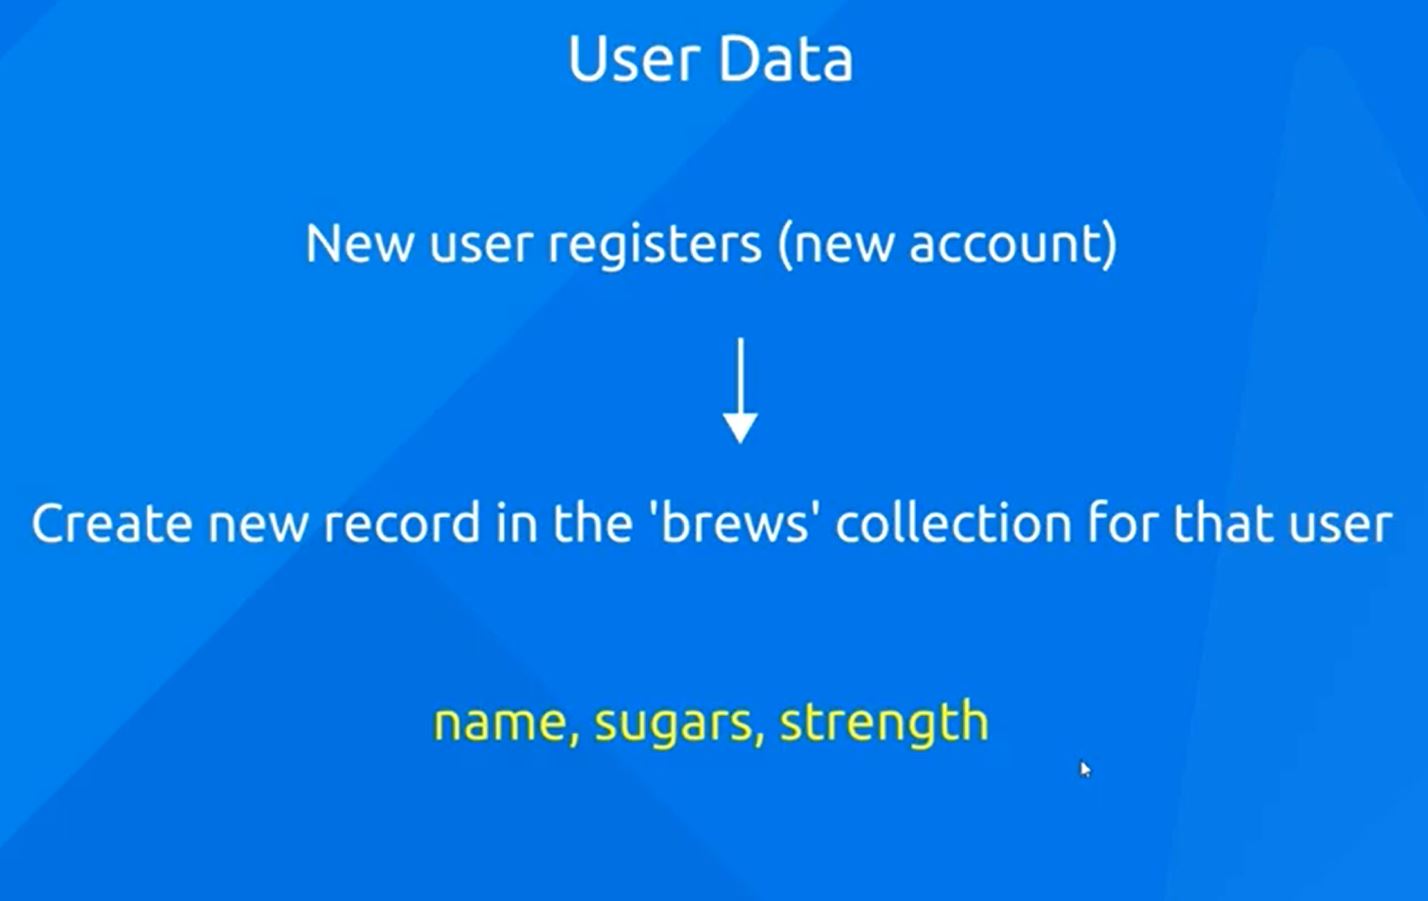 User Data
New user registers (new account)
Create new record in the 'brews' collection for that user
name, sugars, strength